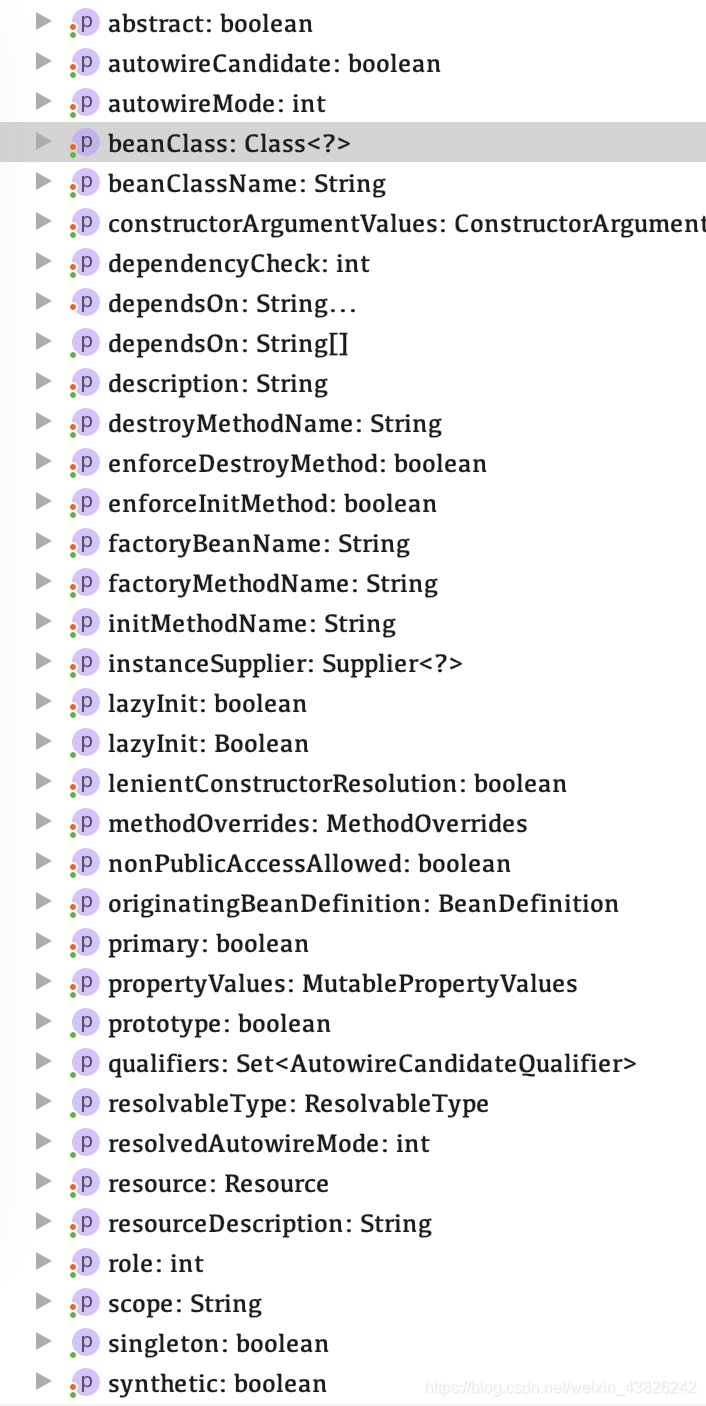 p abstract: boolean
p autowireCandidate: boolean
p autowireMode: int
p beanClass: Class<?>
p beanClassName: String
p constructorArgumentValues: ConstructorArgument
p dependencyCheck: int
p dependsOn: String...
p dependsOn: String[]
p description: String
p destroyMethodName: String
p enforceDestroyMethod: boolean
p enforceInitMethod: boolean
p factoryBeanName: String
p factoryMethodName: String
p initMethodName: String
p instanceSupplier: Supplier<?>
p lazyInit: boolean
p lazyInit: Boolean
p lenientConstructorResolution: boolean
p methodOverrides: MethodOverrides
p nonPublicAccessAllowed: boolean
p originatingBeanDefinition: BeanDefinition
p primary: boolean
p propertyValues: MutablePropertyValues
p prototype: boolean
p qualifiers: Set<AutowireCandidateQualifier>
p resolvableType: ResolvableType
p resolvedAutowireMode: int
p resource: Resource
p resourceDescription: String
p role: int
p scope: String
p singleton: boolean
p synthetic: boolean
https://blog.csdn.net/weixin_43826242